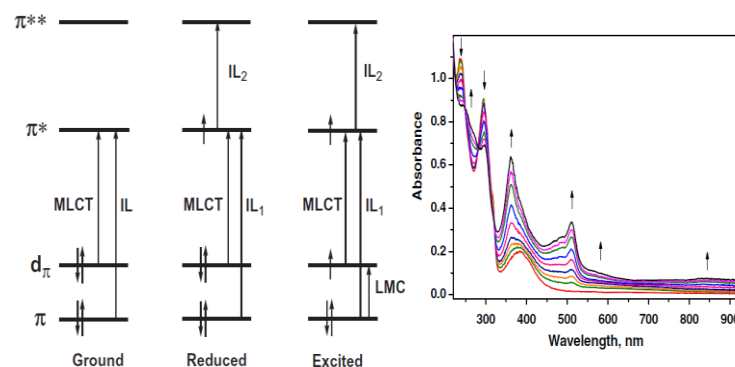 π**
IL₂
IL₂
π*
MLCT
IL
MLCT
IL₁
MLCT
IL₁
dπ
LMC
π
Ground
Reduced
Excited
Absorbance
1.0
0.8
0.6
0.4
0.2
0.0
300
400
500
600
700
800
900
Wavelength, nm